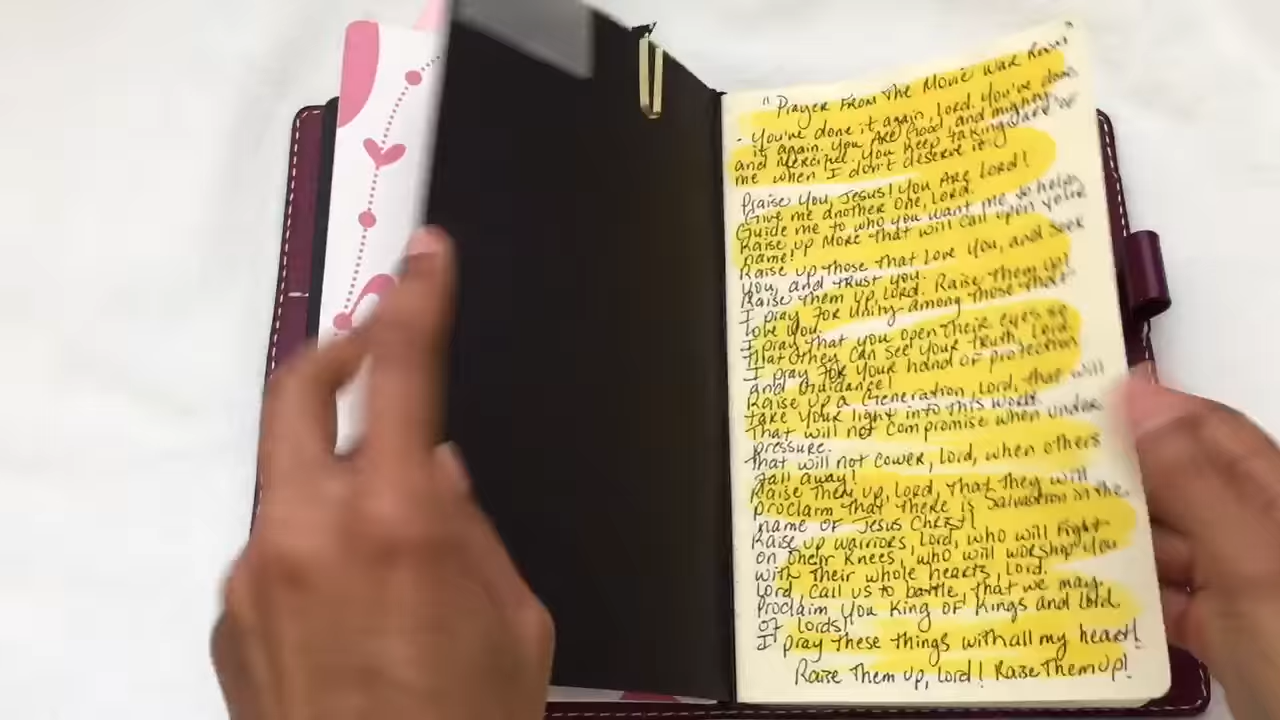 "Prayer From The Movie War Room"
- You've done it again, Lord. You've done
it again. You Are Good and mighty
and merciful. You Keep taking care of
me when I don't deserve it.
Praise You, Jesus! You Are Lord!
Give me another One, Lord.
Guide me to who you want me to help
Raise up More that will call upon your
name!
Raise up those that Love You, and Seek
you, and trust you.
Raise Them Up, Lord. Raise Them up!
I pray For Unity among those that
love you.
I pray that you open their eyes so
that they can see your truth, Lord.
I pray for your hand of protection
and Guidance!
Raise up a Generation, Lord, that will
take your light into this world.
That will not compromise when under
pressure.
That will not cower, Lord, when others
fall away!
Raise Them up, Lord, that they will
proclaim that there is Salvation in the
name of Jesus Christ!
Raise up warriors, Lord, who will Fight
on their knees, who will worship you
with their whole hearts, Lord.
Lord, call us to battle, that we may
Proclaim you King of Kings and Lord
of lords!
I pray these things with all my heart!
Raise Them up, Lord! Raise Them up!